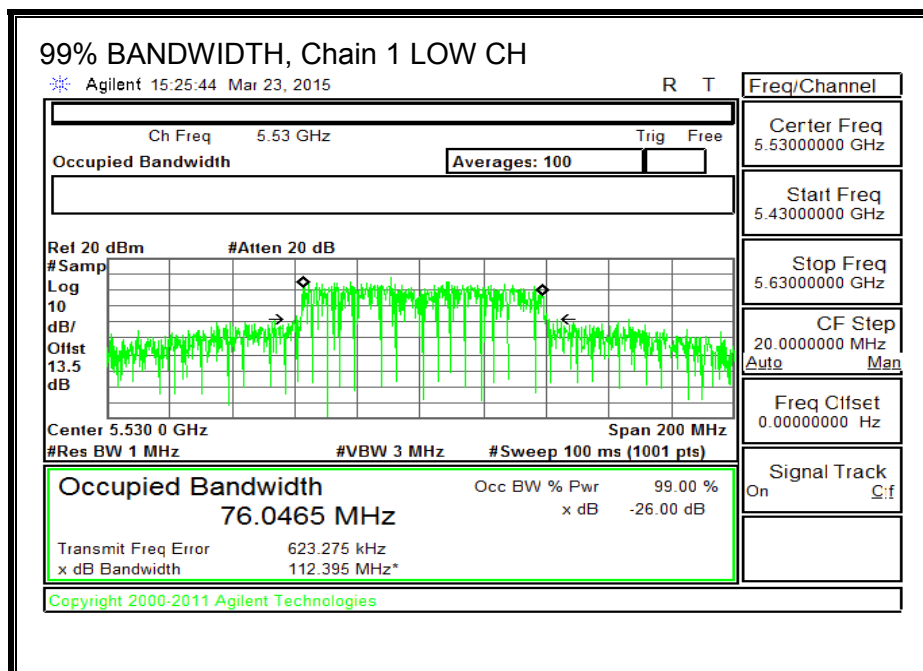 99% BANDWIDTH, Chain 1 LOW CH
Agilent 15:25:44 Mar 23, 2015 R T
Freq/Channel
Ch Freq 5.53 GHz Trig Free
Occupied Bandwidth Averages: 100
Center Freq
5.53000000 GHz
Start Freq
5.43000000 GHz
Stop Freq
5.63000000 GHz
CF Step
20.0000000 MHz
Auto Man
Freq Offset
0.00000000 Hz
Signal Track
On Off
Ref 20 dBm #Atten 20 dB
#Samp
Log
10
dB/
Offst
13.5
dB
Center 5.530 0 GHz Span 200 MHz
#Res BW 1 MHz #VBW 3 MHz #Sweep 100 ms (1001 pts)
Occupied Bandwidth Occ BW % Pwr 99.00 %
76.0465 MHz x dB -26.00 dB
Transmit Freq Error 623.275 kHz
x dB Bandwidth 112.395 MHz*
Copyright 2000-2011 Agilent Technologies